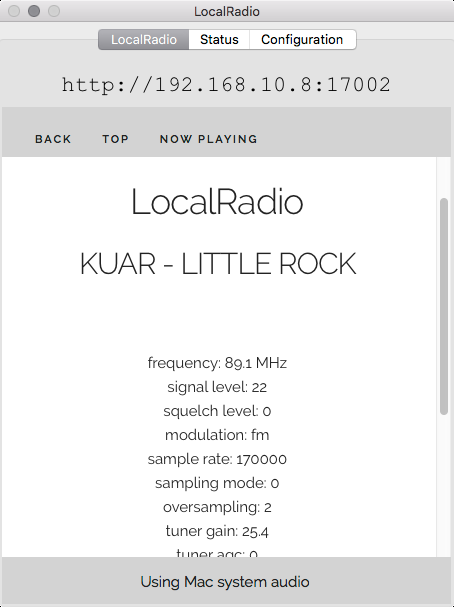 LocalRadio
LocalRadio Status Configuration
http://192.168.10.8:17002
BACK TOP NOW PLAYING
LocalRadio
KUAR - LITTLE ROCK
frequency: 89.1 MHz
signal level: 22
squelch level: 0
modulation: fm
sample rate: 170000
sampling mode: 0
oversampling: 2
tuner gain: 25.4
tuner agc: 0
Using Mac system audio